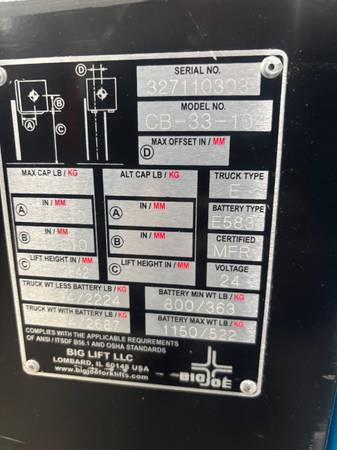 SERIAL NO.
MODEL NO.
CB-33-10
D MAX OFFSET IN / MM
D
B
A
C
MAX CAP LB / KG
ALT CAP LB / KG
TRUCK TYPE
E
A IN / MM
A IN / MM
BATTERY TYPE
E583
B IN / MM
B IN / MM
CERTIFIED
MFR
C LIFT HEIGHT IN / MM
C LIFT HEIGHT IN / MM
VOLTAGE
24
TRUCK WT LESS BATTERY LB / KG
BATTERY MIN WT LB / KG
800/363
TRUCK WT WITH BATTERY LB / KG
BATTERY MAX WT LB / KG
1150/522
COMPLIES WITH THE APPLICABLE REQUIREMENTS
OF ANSI / ITSDF B56.1 AND OSHA STANDARDS
BIG LIFT LLC
LOMBARD, IL 60148 USA
www.bigjoeforklifts.com
BIG JOE